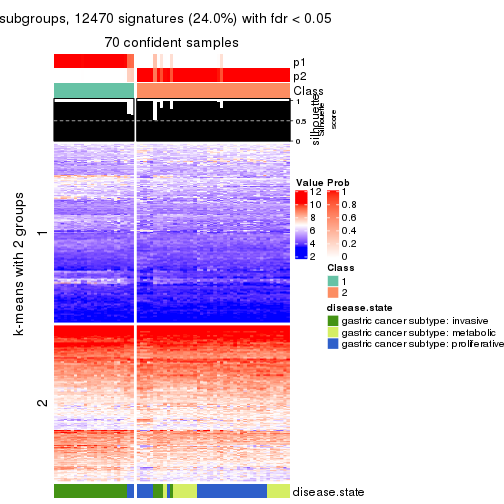 subgroups, 12470 signatures (24.0%) with fdr < 0.05
70 confident samples
p1
p2
Class
silhouette
1
0.5
0
Silhouette
score
k-means with 2 groups
1
2
Value
12
10
8
6
4
2
Prob
1
0.8
0.6
0.4
0.2
0
Class
1
2
disease.state
gastric cancer subtype: invasive
gastric cancer subtype: metabolic
gastric cancer subtype: proliferative
disease.state